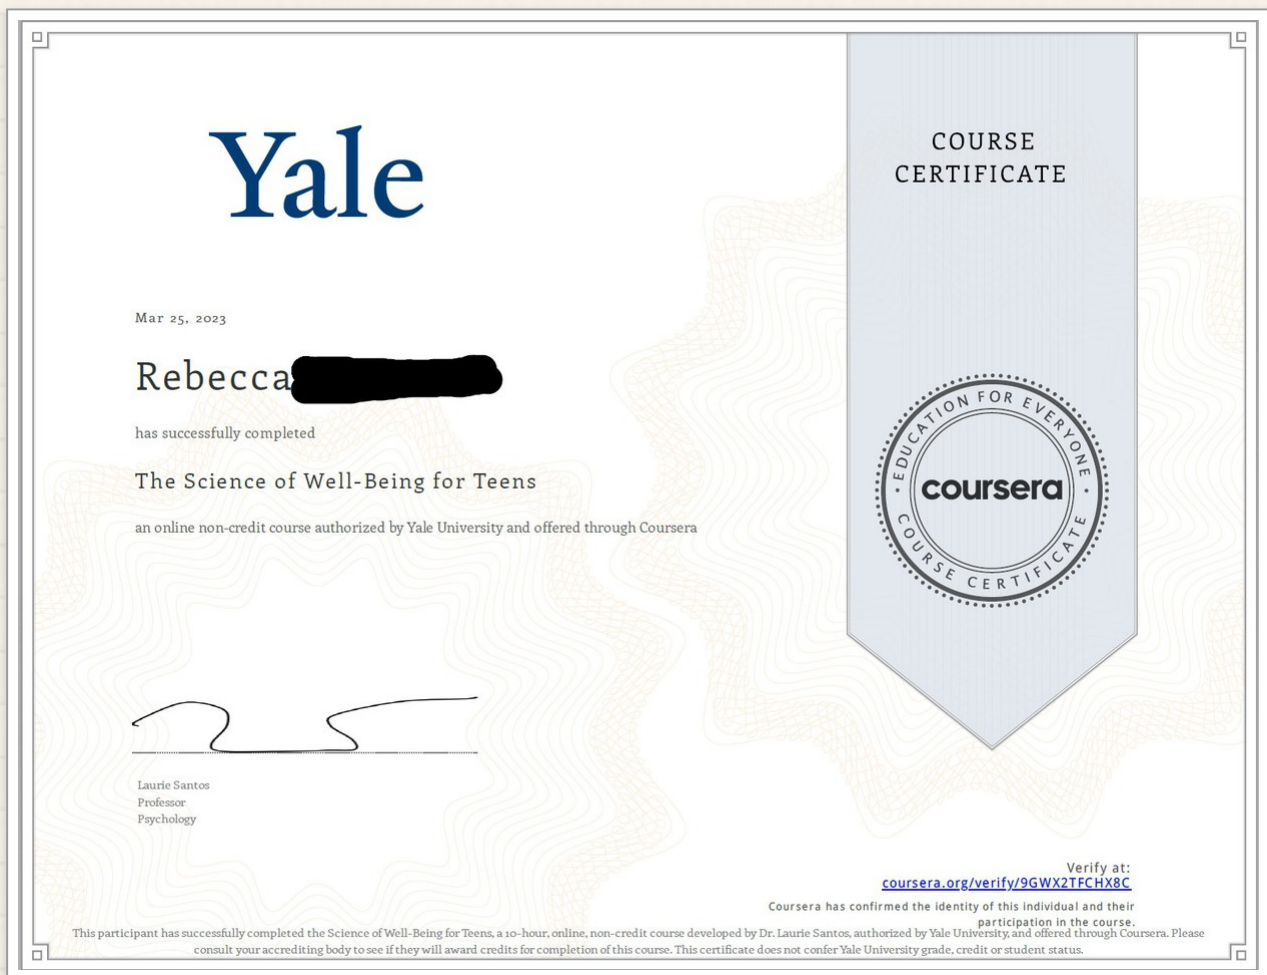 Yale
COURSE
CERTIFICATE
Mar 25, 2023
Rebecca
has successfully completed
The Science of Well-Being for Teens
an online non-credit course authorized by Yale University and offered through Coursera
EDUCATION FOR EVERYONE
coursera
COURSE CERTIFICATE
Laurie Santos
Professor
Psychology
Verify at:
coursera.org/verify/9GWX2TFCHX8C
Coursera has confirmed the identity of this individual and their
participation in the course.
This participant has successfully completed the Science of Well-Being for Teens, a 10-hour, online, non-credit course developed by Dr. Laurie Santos, authorized by Yale University, and offered through Coursera. Please
consult your accrediting body to see if they will award credits for completion of this course. This certificate does not confer Yale University grade, credit or student status.